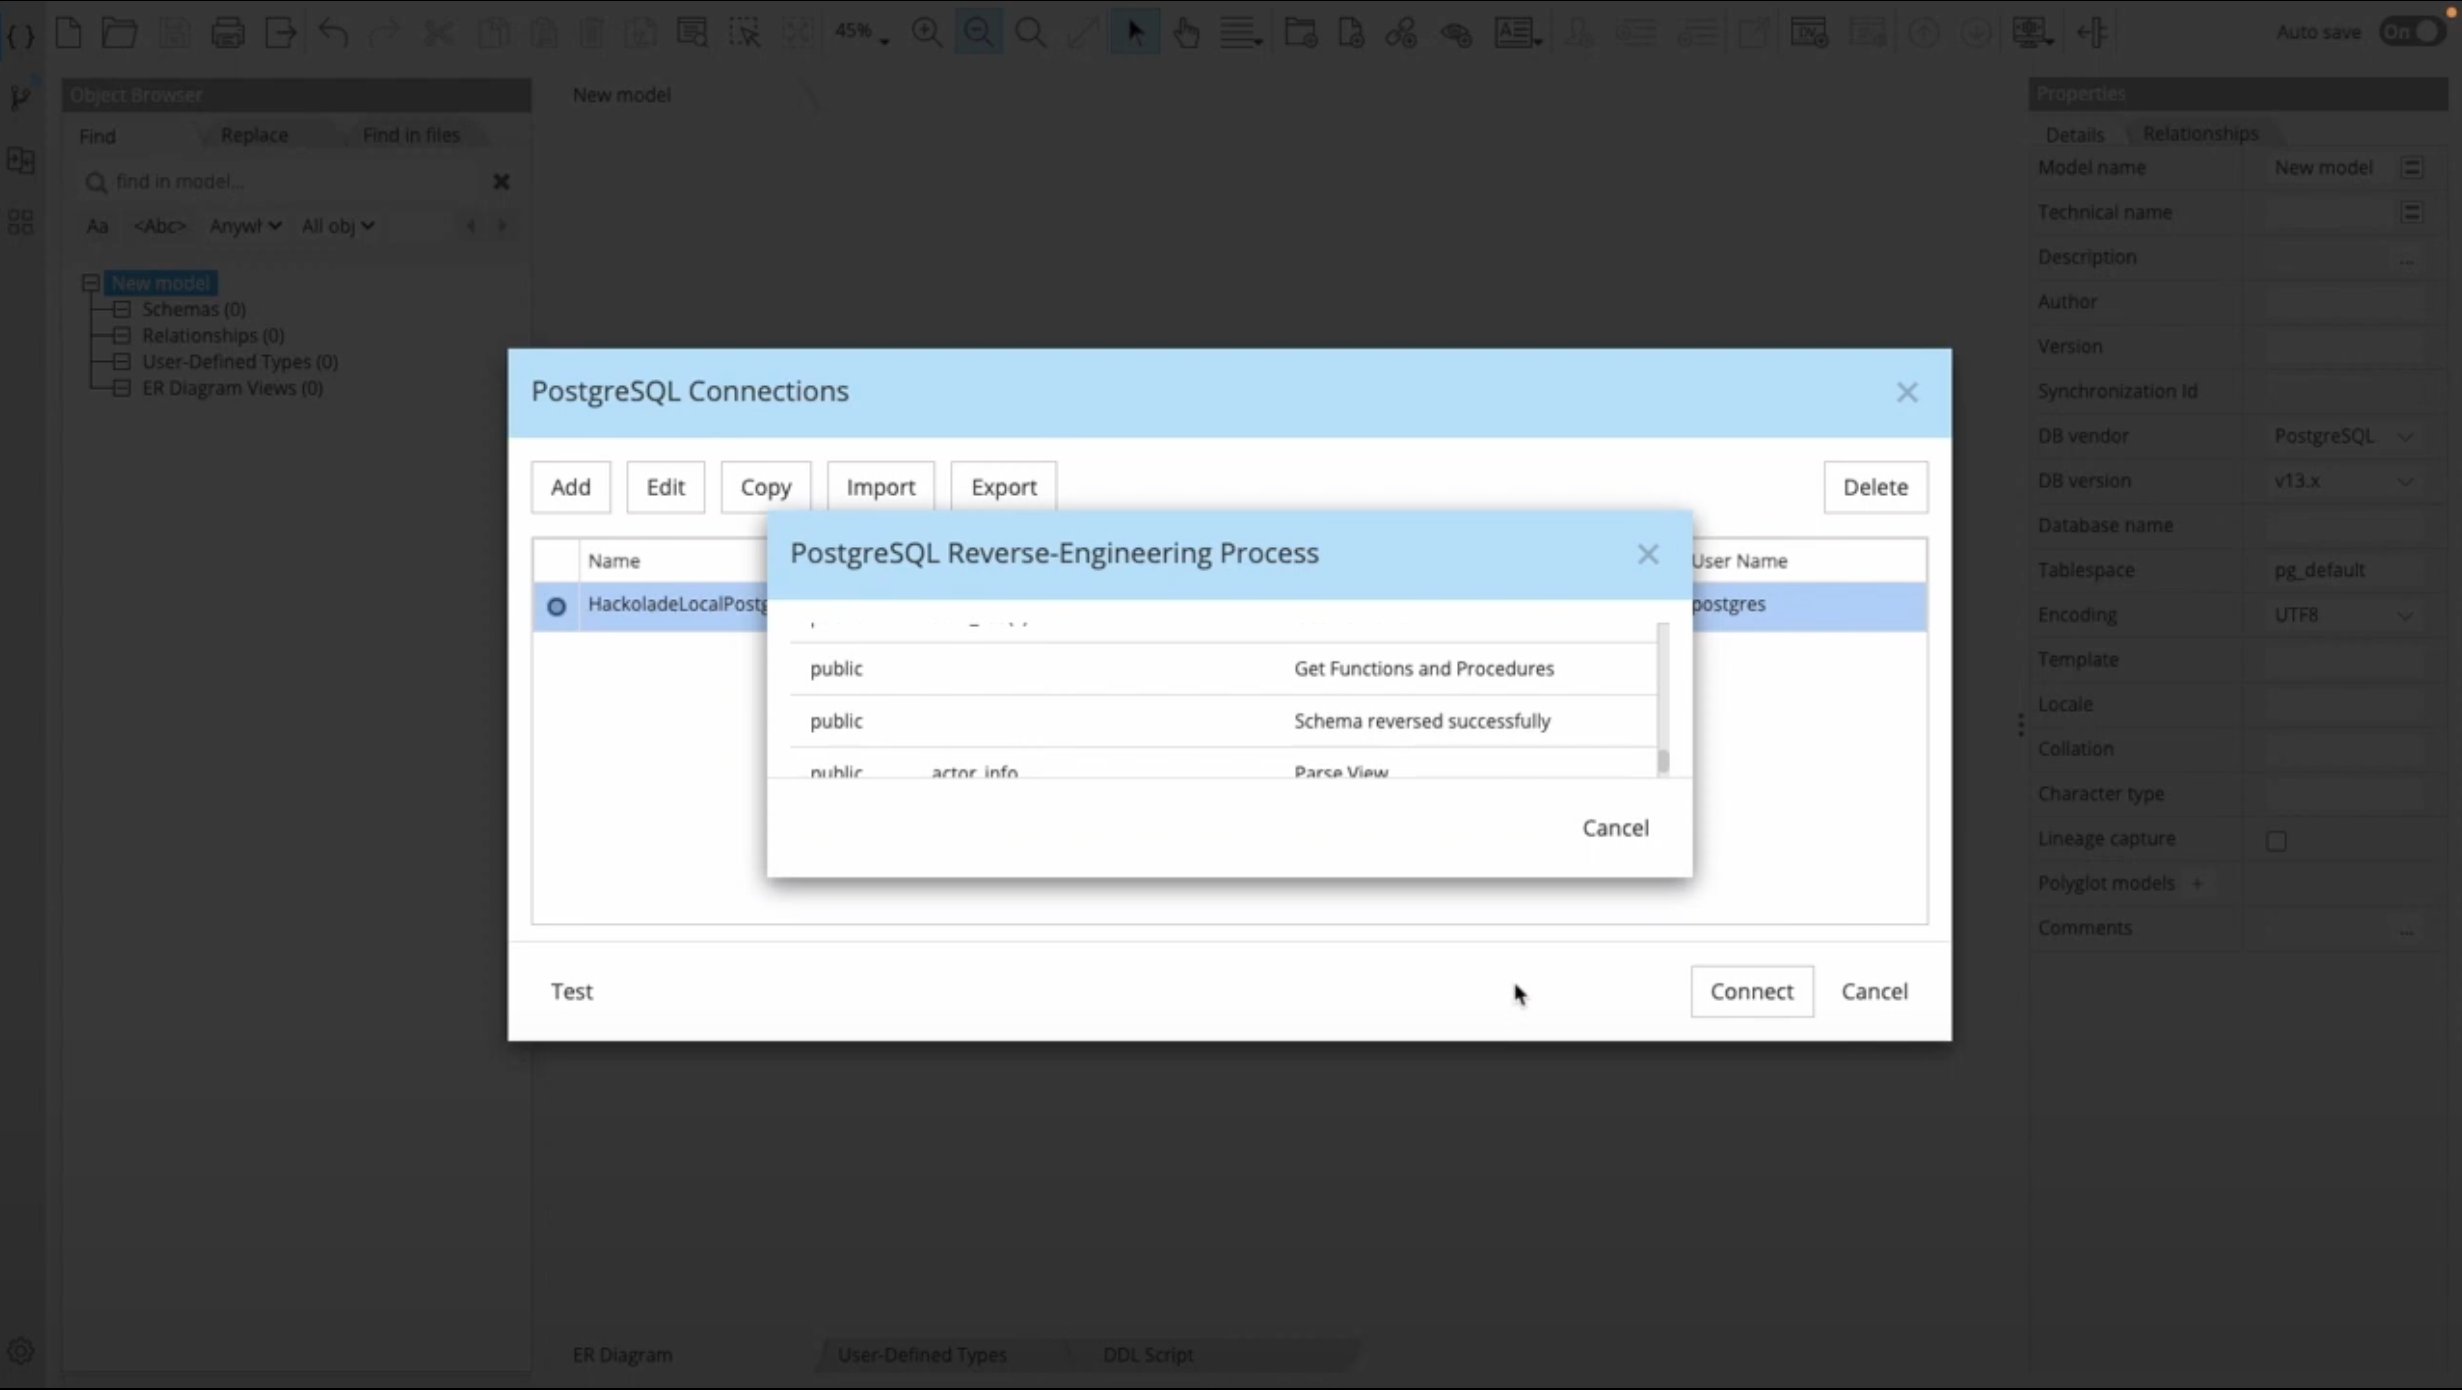 45%
Auto save On
Object Browser
New model
Properties
Find Replace Find in files
Details Relationships
find in model...
Aa <Abc> Anywh All obj
New model
Schemas (0)
Relationships (0)
User-Defined Types (0)
ER Diagram Views (0)
Model name New model
Technical name
Description ...
Author
Version
Synchronization Id
DB vendor PostgreSQL
DB version v13.x
Database name
Tablespace pg_default
Encoding UTF8
Template
Locale
Collation
Character type
Lineage capture
Polyglot models +
Comments ...
PostgreSQL Connections
Add Edit Copy Import Export Delete
Name User Name
HackoladeLocalPostg postgres
PostgreSQL Reverse-Engineering Process
public Get Functions and Procedures
public Schema reversed successfully
public actor_info Parse View
Cancel
Test Connect Cancel
ER Diagram User-Defined Types DDL Script